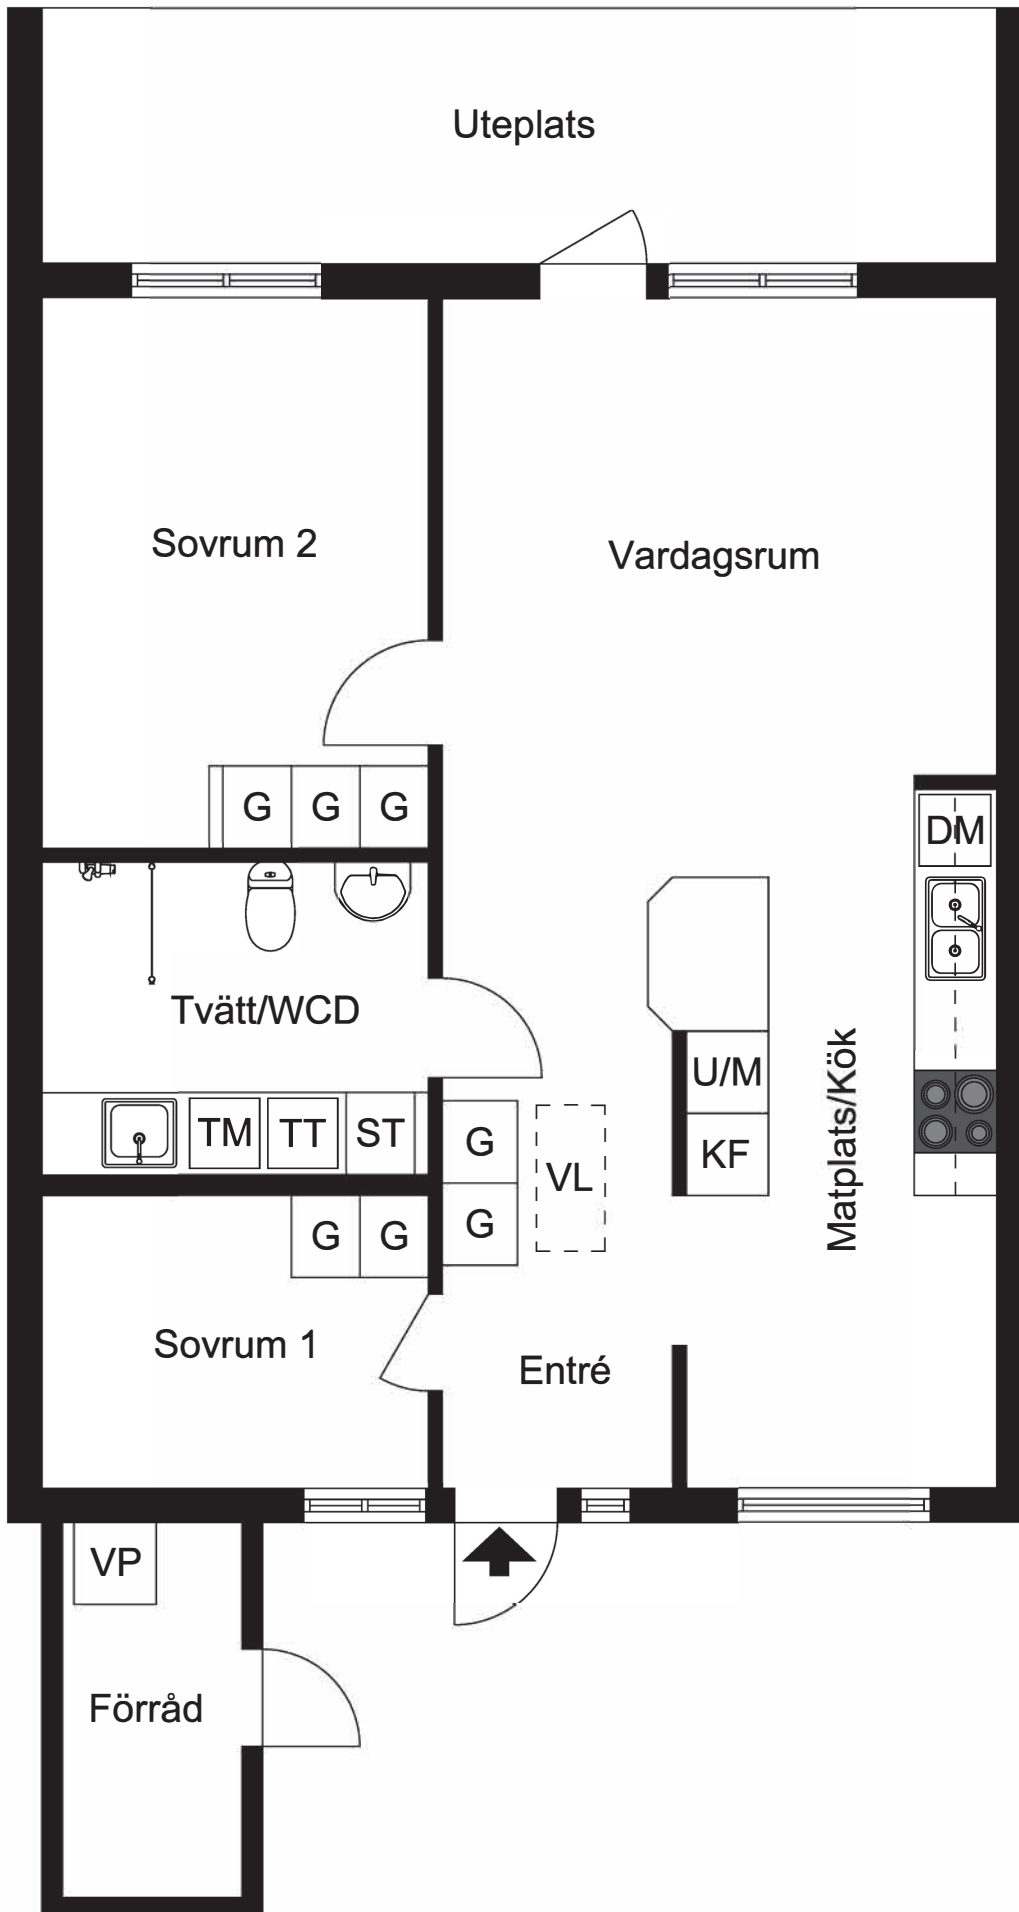 Uteplats
Sovrum 2
Vardagsrum
G G G
DM
Tvätt/WCD
U/M
KF
Matplats/Kök
TM TT ST
G
G
VL
G G
Sovrum 1
Entré
VP
Förråd